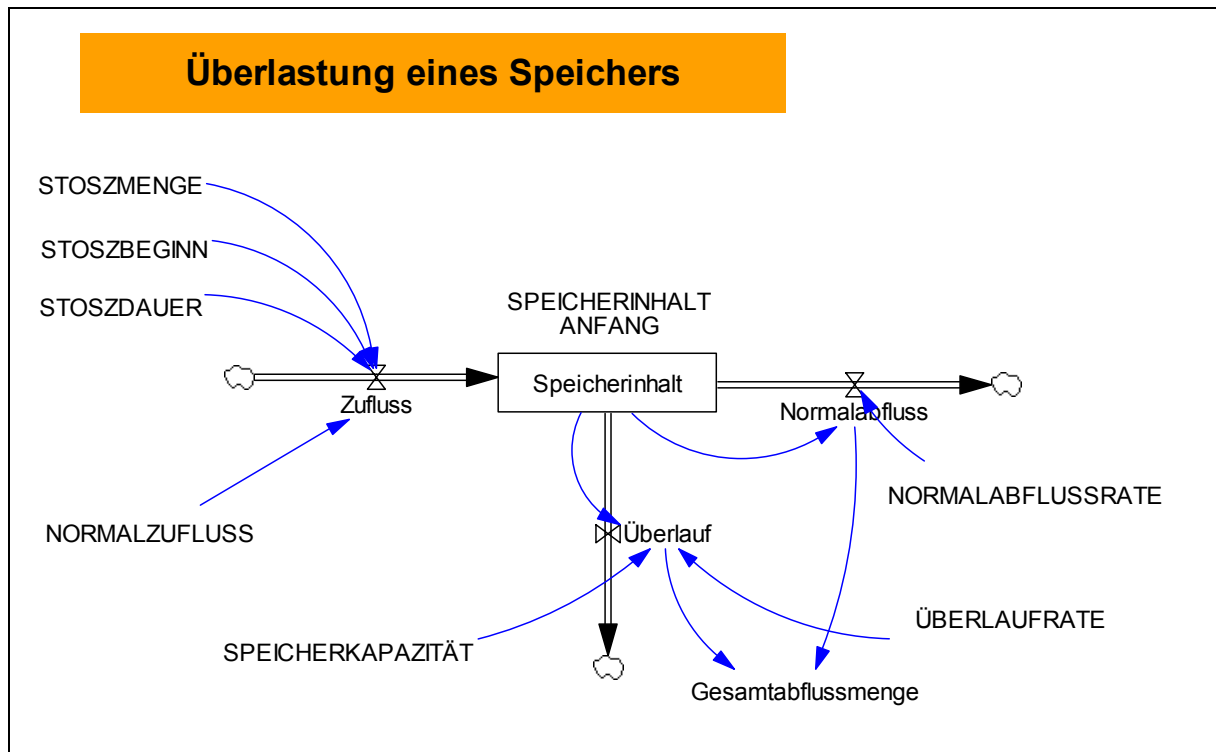 Überlastung eines Speichers
STOSZMENGE
STOSZBEGINN
STOSZDAUER
SPEICHERINHALT
ANFANG
Speicherinhalt
Zufluss
Normalabfluss
NORMALABFLUSSRATE
NORMALZUFLUSS
Überlauf
ÜBERLAUFRATE
SPEICHERKAPAZITÄT
Gesamtabflussmenge